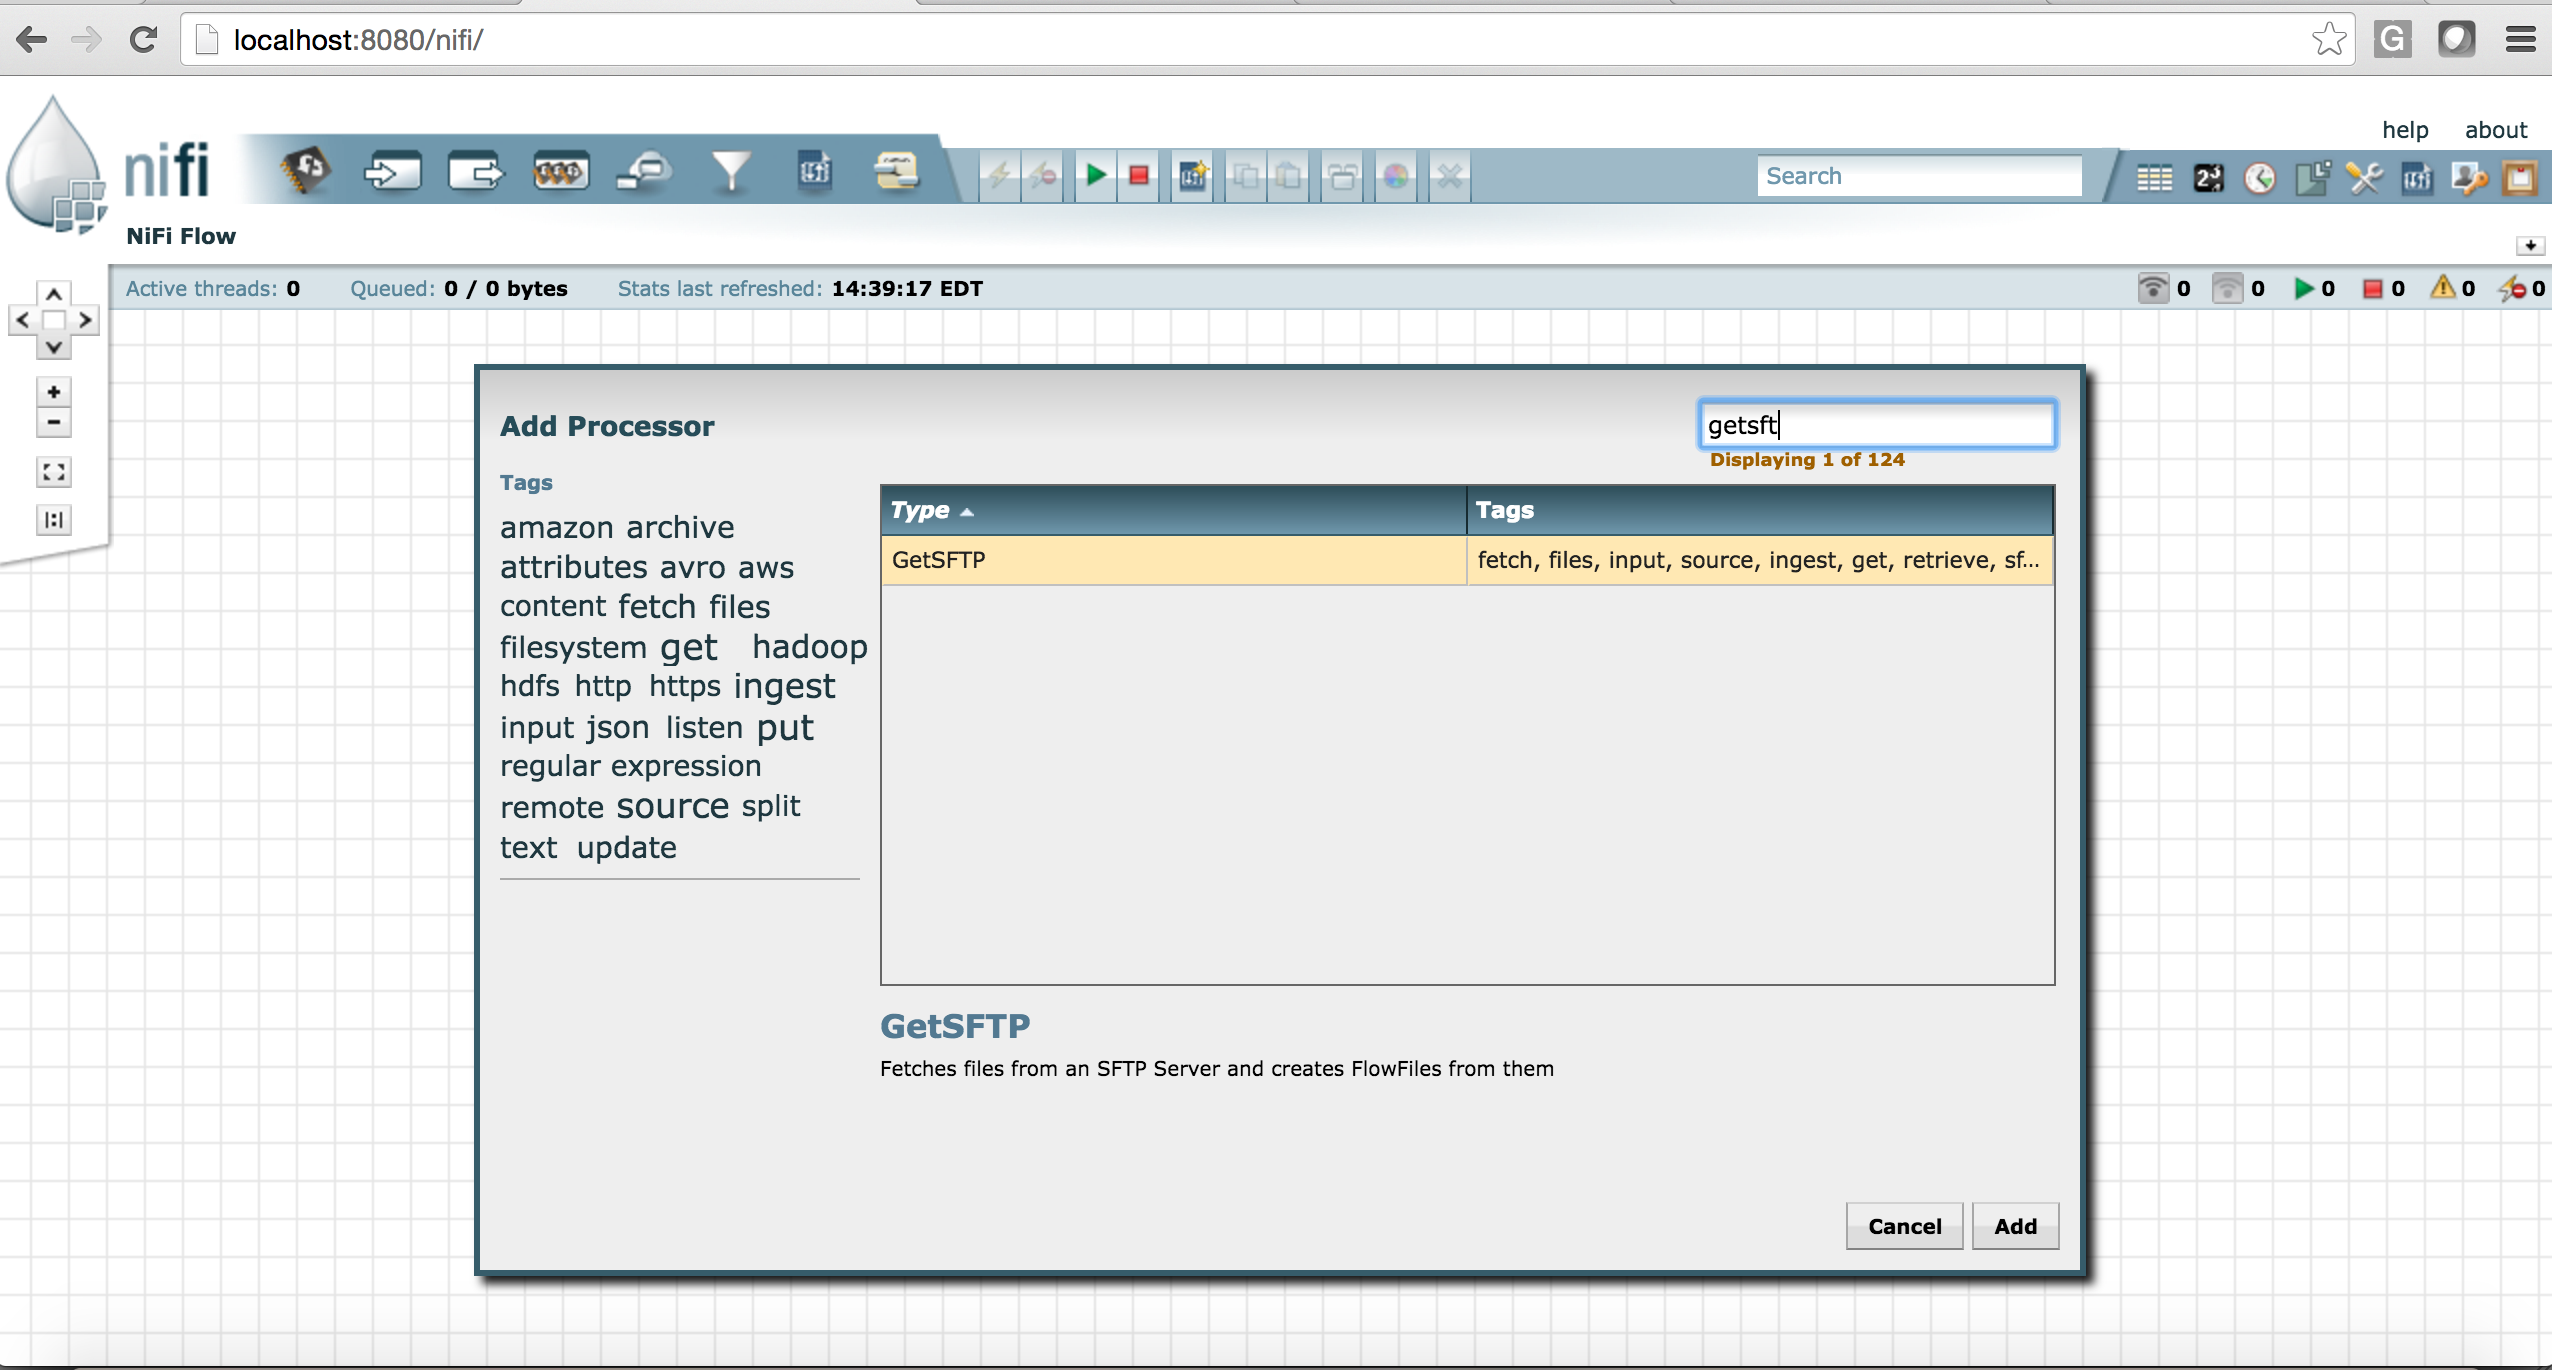 localhost:8080/nifi/
G
help about
nifi
Search
NiFi Flow
Active threads: 0 Queued: 0 / 0 bytes Stats last refreshed: 14:39:17 EDT 0 0 0 0 0 0
Add Processor
getsft
Displaying 1 of 124
Tags
amazon archive
attributes avro aws
content fetch files
filesystem get hadoop
hdfs http https ingest
input json listen put
regular expression
remote source split
text update
Type Tags
GetSFTP fetch, files, input, source, ingest, get, retrieve, sf...
GetSFTP
Fetches files from an SFTP Server and creates FlowFiles from them
Cancel Add